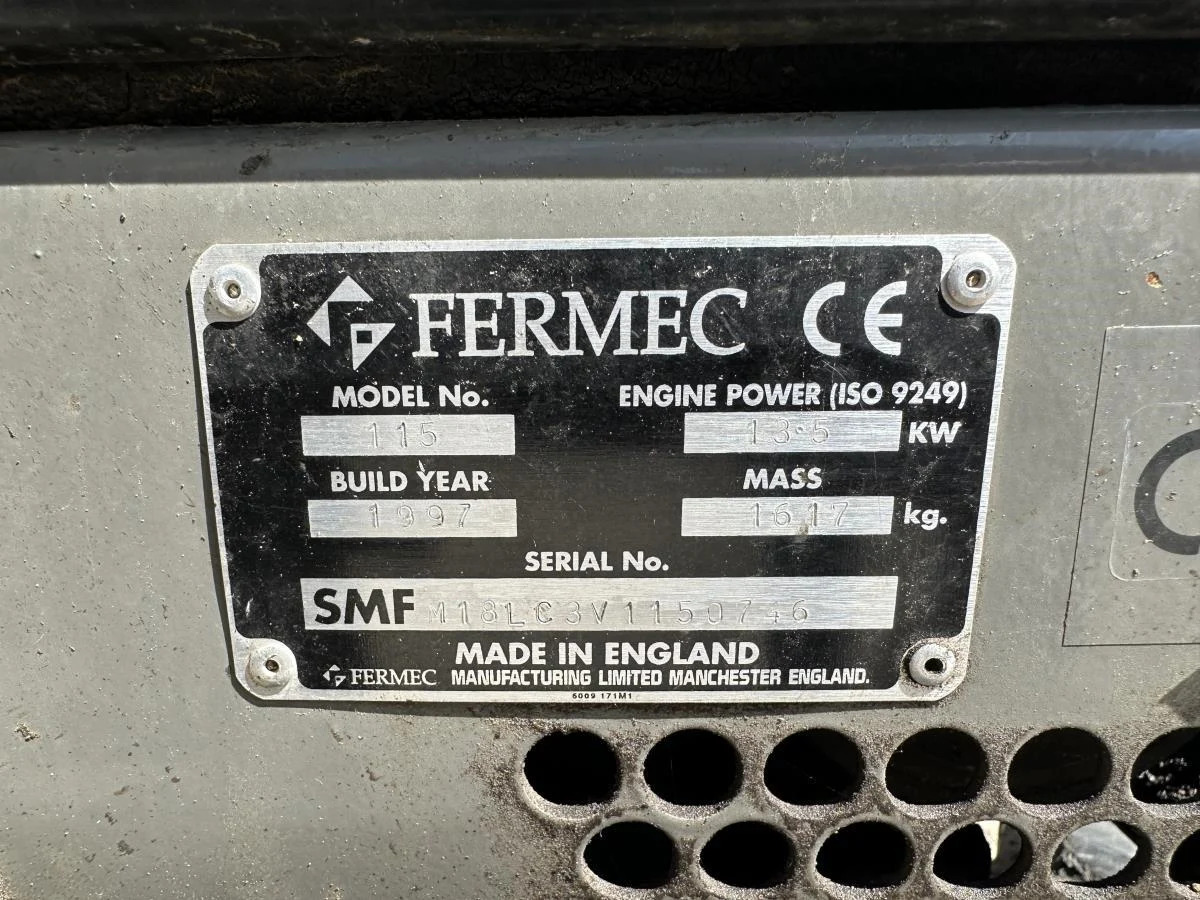 FERMEC CE
MODEL No. ENGINE POWER (ISO 9249)
115 13.5 KW
BUILD YEAR MASS
1997 1617 kg.
SERIAL No.
SMF M18LC3V1150746
MADE IN ENGLAND
FERMEC MANUFACTURING LIMITED MANCHESTER ENGLAND.
6009 171M1